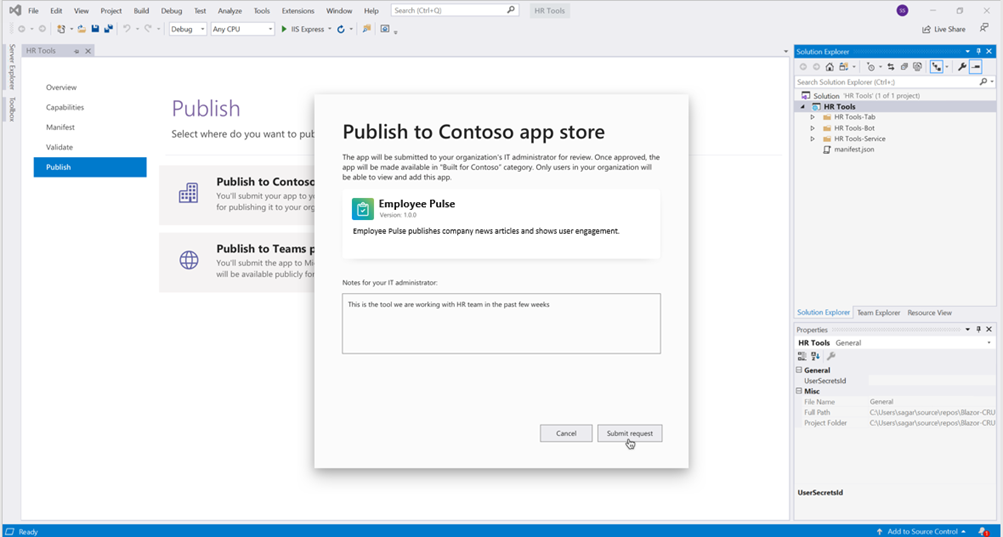 File Edit View Project Build Debug Test Analyze Tools Extensions Window Help Search (Ctrl+Q) HR Tools SS
Debug Any CPU IIS Express Live Share
Server Explorer
Toolbox
HR Tools
Overview
Capabilities
Manifest
Validate
Publish
Publish
Select where do you want to pub
Publish to Contoso
You'll submit your app to yo
for publishing it to your org
Publish to Teams p
You'll submit the app to Mi
will be available publicly for
Publish to Contoso app store
The app will be submitted to your organization's IT administrator for review. Once approved, the
app will be made available in "Built for Contoso" category. Only users in your organization will
be able to view and add this app.
Employee Pulse
Version: 1.0.0
Employee Pulse publishes company news articles and shows user engagement.
Notes for your IT administrator:
This is the tool we are working with HR team in the past few weeks
Cancel Submit request
Solution Explorer
Search Solution Explorer (Ctrl+;)
Solution 'HR Tools' (1 of 1 project)
HR Tools
HR Tools-Tab
HR Tools-Bot
HR Tools-Service
manifest.json
Solution Explorer Team Explorer Resource View
Properties
HR Tools General
General
UserSecretsId
Misc
File Name General
Full Path C:\Users\sagar\source\repos\Blazor-CRU
Project Folder C:\Users\sagar\source\repos\Blazor-CRU
UserSecretsId
Ready Add to Source Control